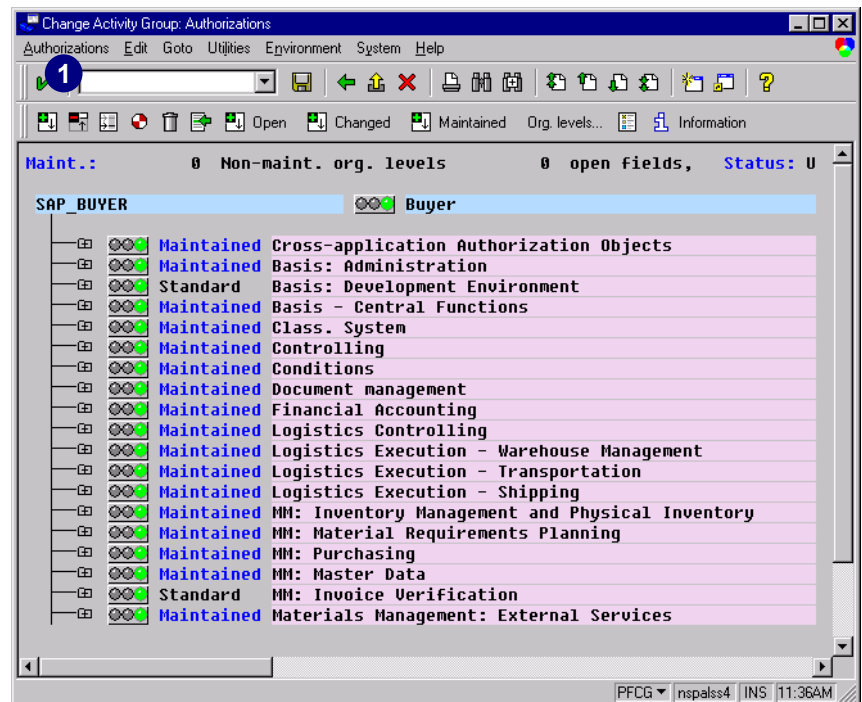 Change Activity Group: Authorizations
Authorizations Edit Goto Utilities Environment System Help
1
Open Changed Maintained Org. levels... Information
Maint.: 0 Non-maint. org. levels 0 open fields, Status: U
SAP_BUYER Buyer
Maintained Cross-application Authorization Objects
Maintained Basis: Administration
Standard Basis: Development Environment
Maintained Basis - Central Functions
Maintained Class. System
Maintained Controlling
Maintained Conditions
Maintained Document management
Maintained Financial Accounting
Maintained Logistics Controlling
Maintained Logistics Execution - Warehouse Management
Maintained Logistics Execution - Transportation
Maintained Logistics Execution - Shipping
Maintained MM: Inventory Management and Physical Inventory
Maintained MM: Material Requirements Planning
Maintained MM: Purchasing
Maintained MM: Master Data
Standard MM: Invoice Verification
Maintained Materials Management: External Services
PFCG nspalss4 INS 11:36AM